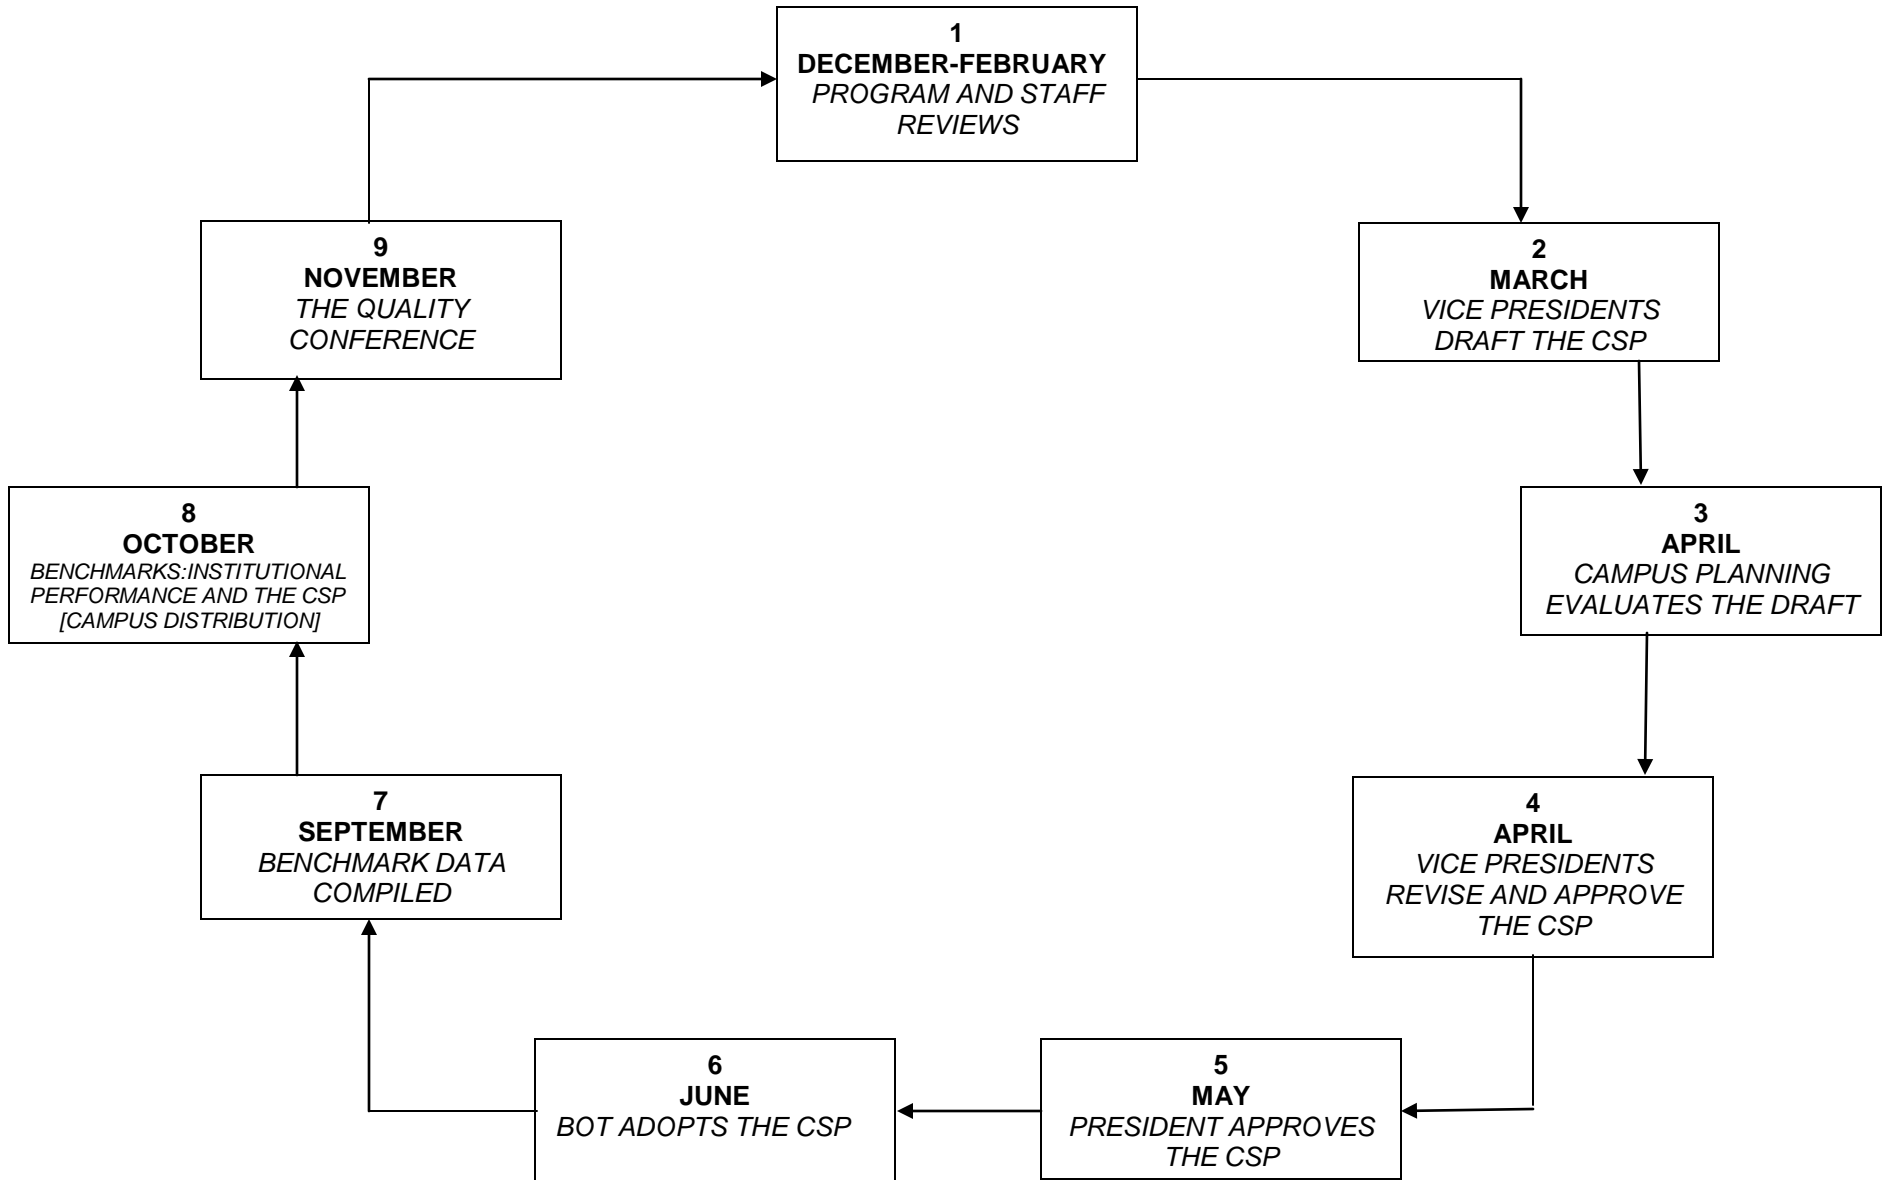 1
DECEMBER-FEBRUARY
PROGRAM AND STAFF
REVIEWS
2
MARCH
VICE PRESIDENTS
DRAFT THE CSP
3
APRIL
CAMPUS PLANNING
EVALUATES THE DRAFT
4
APRIL
VICE PRESIDENTS
REVISE AND APPROVE
THE CSP
5
MAY
PRESIDENT APPROVES
THE CSP
6
JUNE
BOT ADOPTS THE CSP
7
SEPTEMBER
BENCHMARK DATA
COMPILED
8
OCTOBER
BENCHMARKS:INSTITUTIONAL
PERFORMANCE AND THE CSP
[CAMPUS DISTRIBUTION]
9
NOVEMBER
THE QUALITY
CONFERENCE